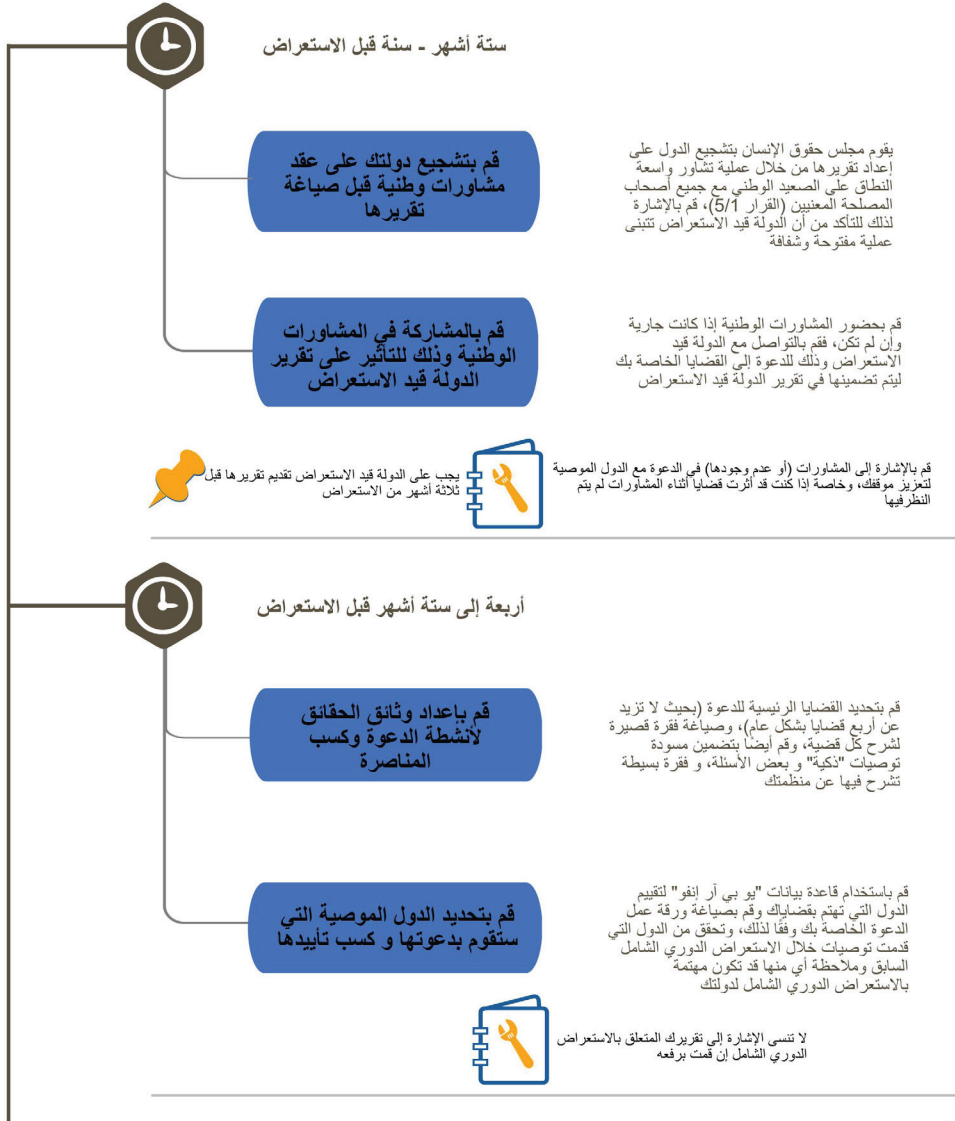 ستة أشهر - سنة قبل الاستعراض
قم بتشجيع دولتك على عقد
مشاورات وطنية قبل صياغة
تقريرها
يقوم مجلس حقوق الإنسان بتشجيع الدول على
إعداد تقريرها من خلال عملية تشاور واسعة
النطاق على الصعيد الوطني مع جميع أصحاب
المصلحة المعنيين (القرار 5/1)، قم بالإشارة
لذلك للتأكد من أن الدولة قيد الاستعراض تتبنى
عملية مفتوحة وشفافة
قم بالمشاركة في المشاورات
الوطنية وذلك للتأثير على تقرير
الدولة قيد الاستعراض
قم بحضور المشاورات الوطنية إذا كانت جارية
وإن لم تكن، فقم بالتواصل مع الدولة قيد
الاستعراض وذلك للدعوة إلى القضايا الخاصة بك
ليتم تضمينها في تقرير الدولة قيد الاستعراض
قم بالإشارة إلى المشاورات (أو عدم وجودها) في الدعوة مع الدول الموصية
لتعزيز موقفك، وخاصة إذا كنت قد أثرت قضايا أثناء المشاورات لم يتم
النظرفيها
يجب على الدولة قيد الاستعراض تقديم تقريرها قبل
ثلاثة أشهر من الاستعراض
أربعة إلى ستة أشهر قبل الاستعراض
قم بإعداد وثائق الحقائق
لأنشطة الدعوة وكسب
المناصرة
قم بتحديد القضايا الرئيسية للدعوة (بحيث لا تزيد
عن أربع قضايا بشكل عام)، وصياغة فقرة قصيرة
لشرح كل قضية، وقم أيضًا بتضمين مسودة
توصيات "ذكية" و بعض الأسئلة، و فقرة بسيطة
تشرح فيها عن منظمتك
قم بتحديد الدول الموصية التي
ستقوم بدعوتها و كسب تأييدها
قم باستخدام قاعدة بيانات "يو بي آر إنفو" لتقييم
الدول التي تهتم بقضاياك وقم بصياغة ورقة عمل
الدعوة الخاصة بك وفقًا لذلك، وتحقق من الدول التي
قدمت توصيات خلال الاستعراض الدوري الشامل
السابق وملاحظة أي منها قد تكون مهتمة
بالاستعراض الدوري الشامل لدولتك
لا تنسى الإشارة إلى تقريرك المتعلق بالاستعراض
الدوري الشامل إن قمت برفعه